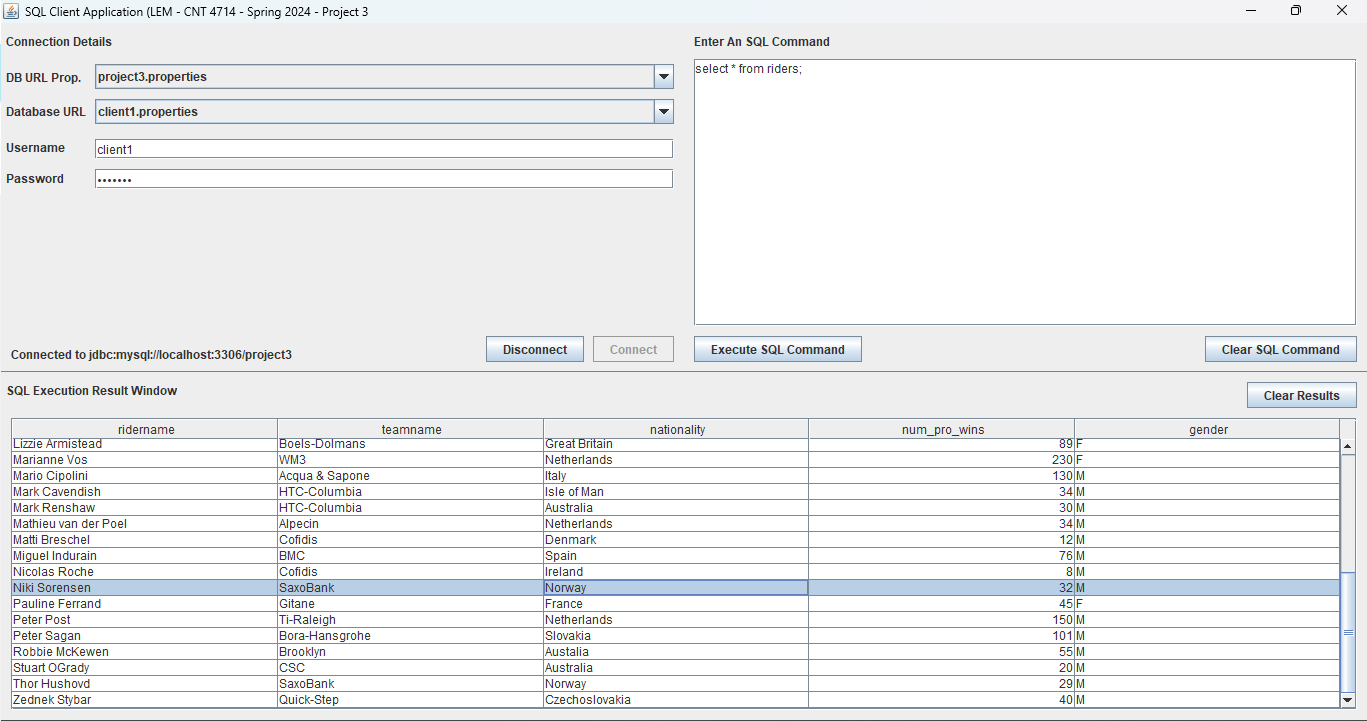 SQL Client Application (LEM - CNT 4714 - Spring 2024 - Project 3
Connection Details
DB URL Prop. project3.properties
Database URL client1.properties
Username client1
Password •••••••
Connected to jdbc:mysql://localhost:3306/project3
Disconnect Connect
Enter An SQL Command
select * from riders;
Execute SQL Command Clear SQL Command
SQL Execution Result Window
Clear Results
ridername teamname nationality num_pro_wins gender
Lizzie Armistead Boels-Dolmans Great Britain 89 F
Marianne Vos WM3 Netherlands 230 F
Mario Cipolini Acqua & Sapone Italy 130 M
Mark Cavendish HTC-Columbia Isle of Man 34 M
Mark Renshaw HTC-Columbia Australia 30 M
Mathieu van der Poel Alpecin Netherlands 34 M
Matti Breschel Cofidis Denmark 12 M
Miguel Indurain BMC Spain 76 M
Nicolas Roche Cofidis Ireland 8 M
Niki Sorensen SaxoBank Norway 32 M
Pauline Ferrand Gitane France 45 F
Peter Post Ti-Raleigh Netherlands 150 M
Peter Sagan Bora-Hansgrohe Slovakia 101 M
Robbie McKewen Brooklyn Austalia 55 M
Stuart OGrady CSC Australia 20 M
Thor Hushovd SaxoBank Norway 29 M
Zednek Stybar Quick-Step Czechoslovakia 40 M